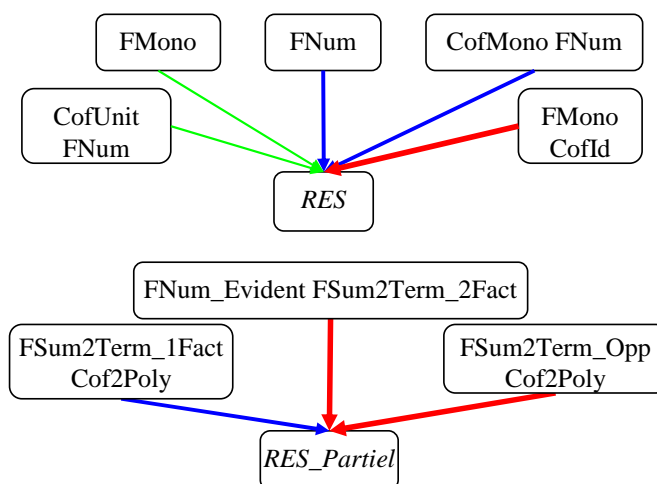 FMono
FNum
CofMono FNum
CofUnit
FNum
FMono
CofId
RES
FNum_Evident FSum2Term_2Fact
FSum2Term_1Fact
Cof2Poly
FSum2Term_Opp
Cof2Poly
RES_Partiel